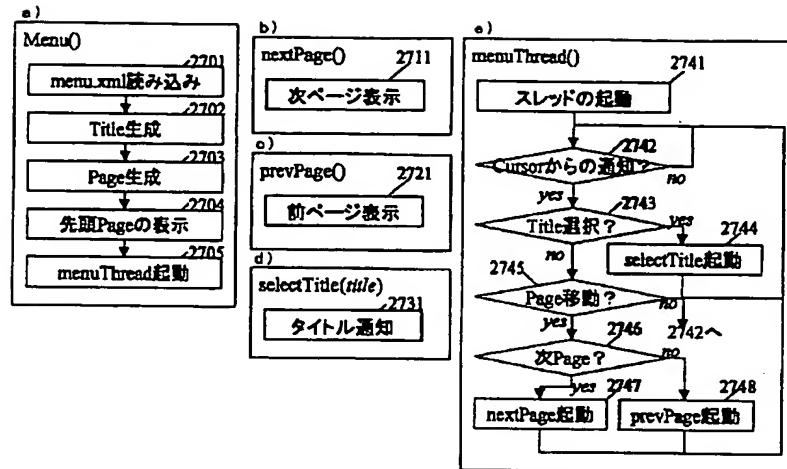 a)
Menu()
2701
menu.xml読み込み
2702
Title生成
2703
Page生成
2704
先頭Pageの表示
2705
menuThread起動
b)
nextPage()
2711
次ページ表示
c)
prevPage()
2721
前ページ表示
d)
selectTitle(title)
2731
タイトル通知
e)
menuThread()
2741
スレッドの起動
2742
Cursorからの通知?
no
yes
2743
Title選択?
yes
2744
no
selectTitle起動
2745
Page移動?
no
yes
2746
2742へ
次Page?
no
yes
2747
2748
nextPage起動
prevPage起動